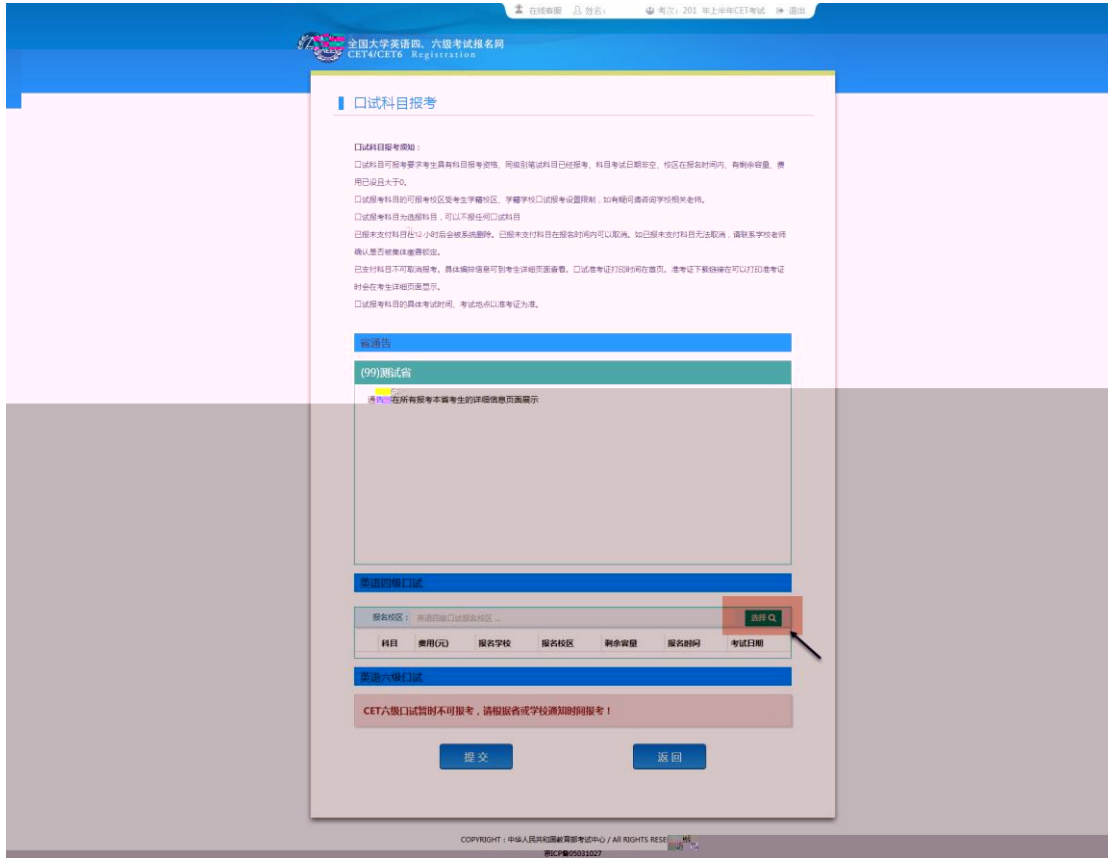 在线客服 姓名: 考次: 201 年上半年CET考试 退出
全国大学英语四、六级考试报名网
CET4/CET6 Registration
口试科目报考
口试科目报考须知：
口试科目可报考要求考生具有科目报考资格、同级别笔试科目已经报考、科目考试日期非空、校区在报名时间内、有剩余容量、费
用已设且大于0。
口试报考科目的可报考校区受考生学籍校区、学籍学校口试报考设置限制，如有疑问请咨询学校相关老师。
口试报考科目为选报科目，可以不报任何口试科目
已报未支付科目在12小时后会被系统删除。已报未支付科目在报名时间内可以取消。如已报未支付科目无法取消，请联系学校老师
确认是否被集体缴费锁定。
已支付科目不可取消报考。具体编排信息可到考生详细页面查看。口试准考证打印时间在首页。准考证下载链接在可以打印准考证
时会在考生详细页面显示。
口试报考科目的具体考试时间、考试地点以准考证为准。
省通告
(99)测试省
通告 在所有报考本省考生的详细信息页面展示
英语四级口试
报名校区： 英语四级口试报名校区 ... 选择
科目 费用(元) 报名学校 报名校区 剩余容量 报名时间 考试日期
英语六级口试
CET六级口试暂时不可报考，请根据省或学校通知时间报考！
提 交 返 回
COPYRIGHT：中华人民共和国教育部考试中心 / All RIGHTS RESE
京ICP备05031027